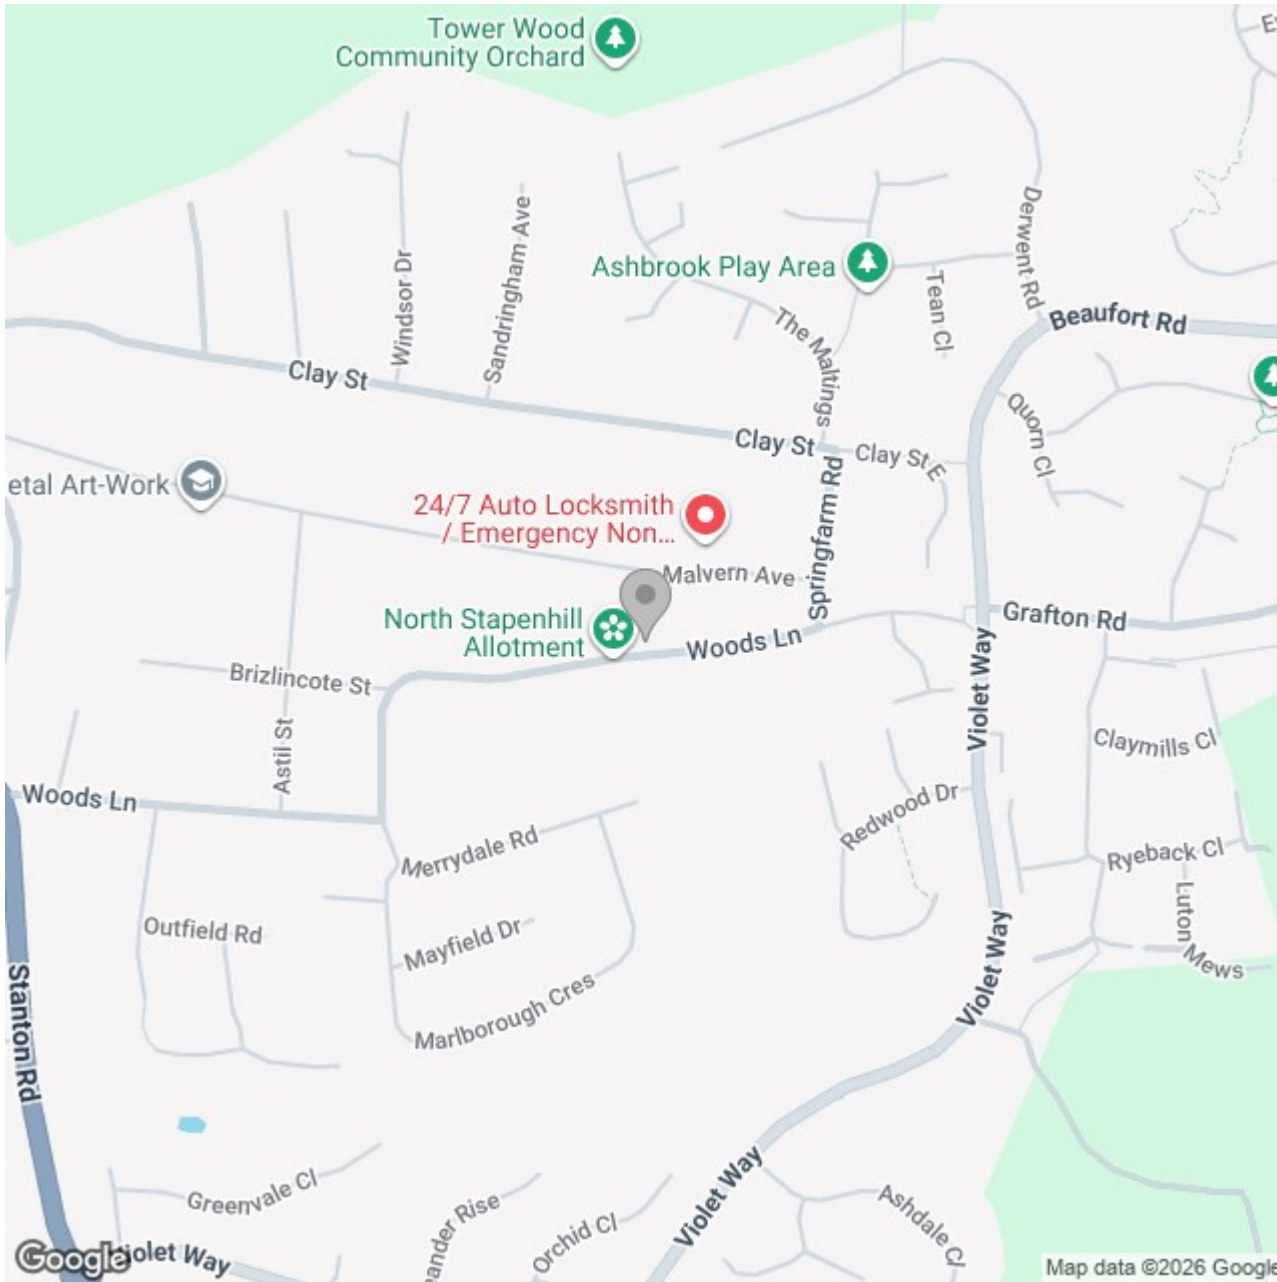 Tower Wood
Community Orchard
Ev
Derwent Rd
Sandringham Ave
Windsor Dr
Ashbrook Play Area
Tean Cl
Beaufort Rd
The Maltings
Clay St
Quorn Cl
Clay St
Clay St E
etal Art-Work
24/7 Auto Locksmith
/ Emergency Non...
Springfarm Rd
Malvern Ave
North Stapenhill
Allotment
Woods Ln
Grafton Rd
Violet Way
Brizlincote St
Astil St
Claymills Cl
Woods Ln
Redwood Dr
Merrydale Rd
Ryeback Cl
Luton
Mews
Outfield Rd
Mayfield Dr
Violet Way
Marlborough Cres
Stanton Rd
Violet Way
Greenvale Cl
eander Rise
Orchid Cl
Ashdale Cl
Google
Violet Way
Map data ©2026 Google